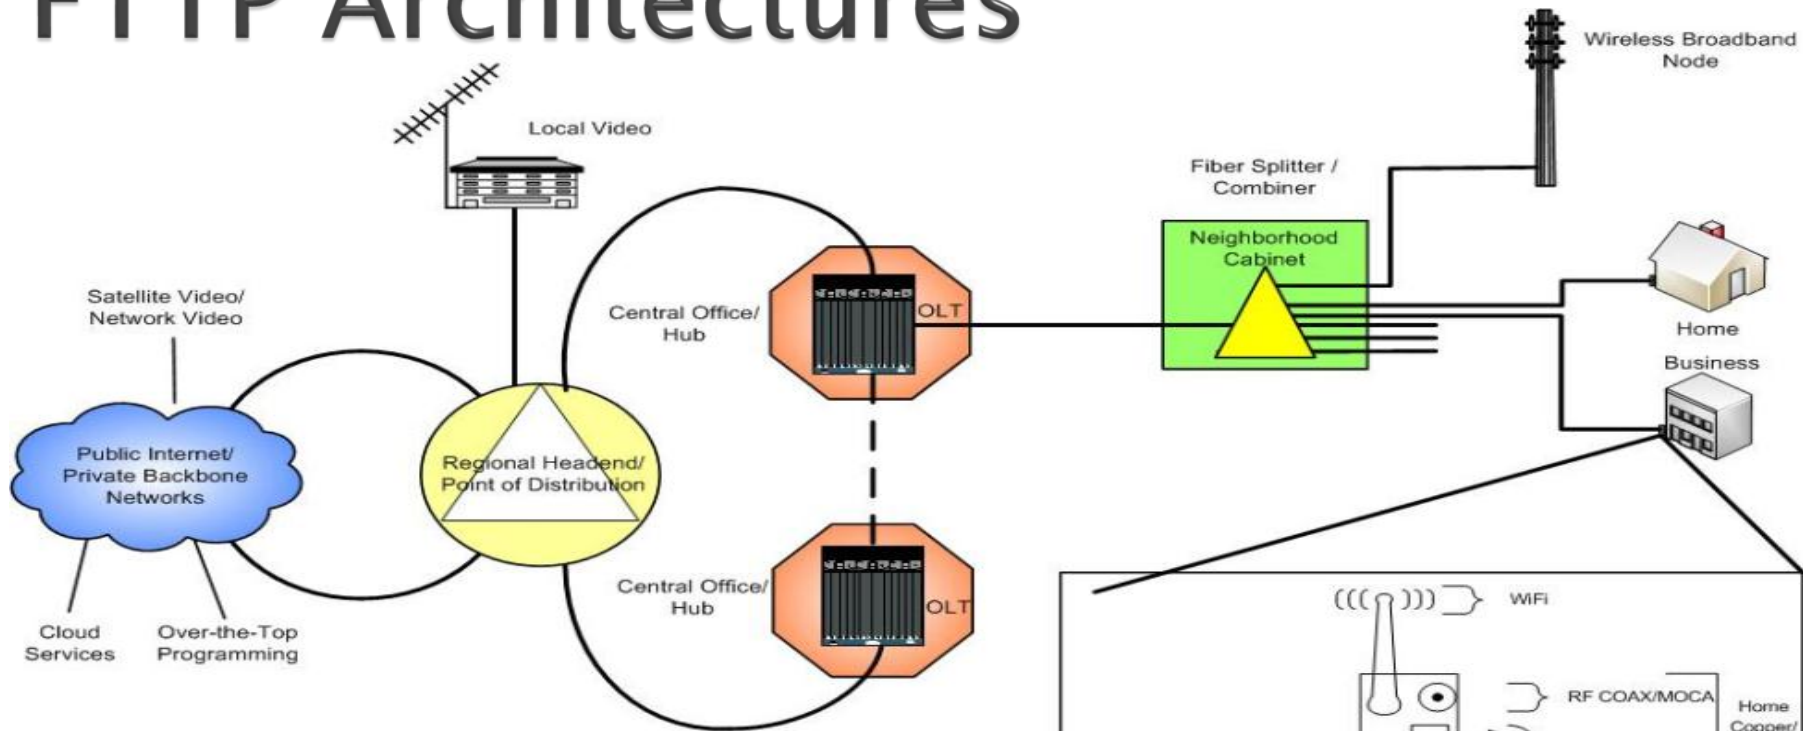 FTTP Architectures
Wireless Broadband
Node
Local Video
Fiber Splitter /
Combiner
Neighborhood
Cabinet
Satellite Video/
Network Video
Central Office/
Hub
OLT
Home
Business
Public Internet/
Private Backbone
Networks
Regional Headend/
Point of Distribution
Central Office/
Hub
OLT
Cloud
Services
Over-the-Top
Programming
WiFi
RF COAX/MOCA
Home
Copper/